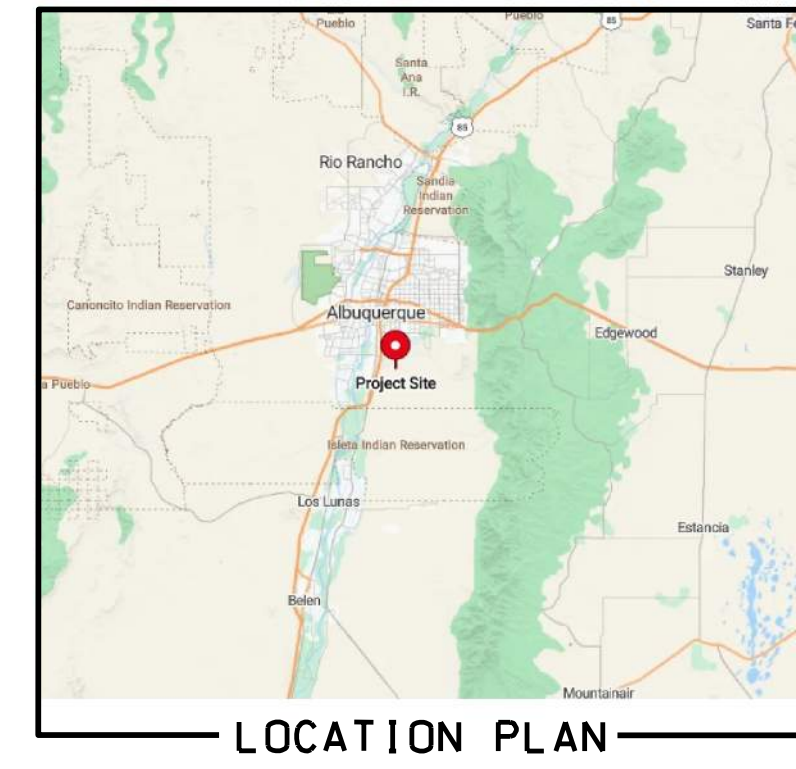 Pueblo
Pueblo
85
Santa Fe
Santa
Ana
I.R.
85
Rio Rancho
Sandia
Indian
Reservation
Stanley
Canoncito Indian Reservation
Albuquerque
Edgewood
a Pueblo
Project Site
Isleta Indian Reservation
Los Lunas
Estancia
Belen
Mountainair
LOCATION PLAN